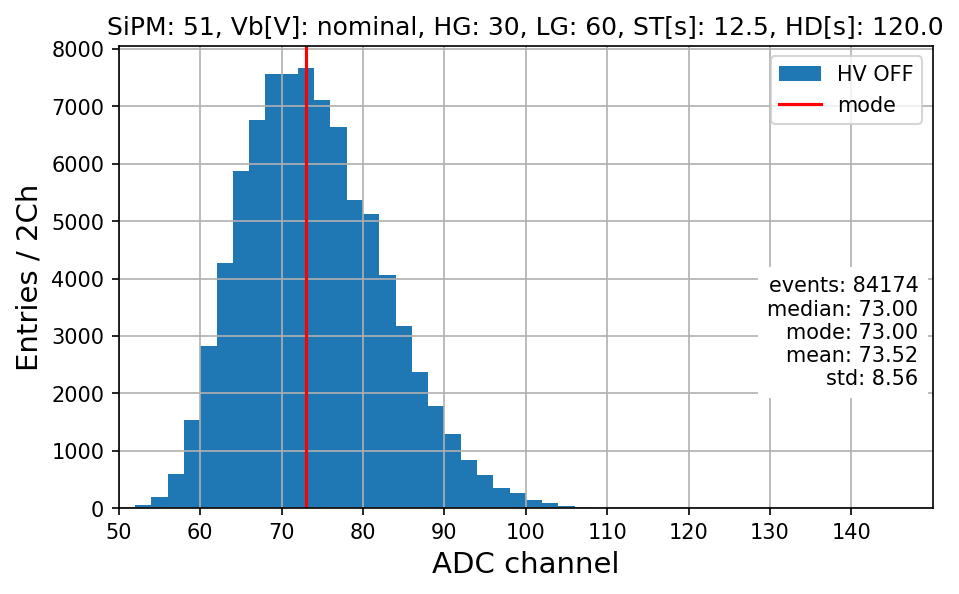 SiPM: 51, Vb[V]: nominal, HG: 30, LG: 60, ST[s]: 12.5, HD[s]: 120.0
8000
7000
6000
5000
4000
3000
2000
1000
0
Entries / 2Ch
HV OFF
mode
events: 84174
median: 73.00
mode: 73.00
mean: 73.52
std: 8.56
50 60 70 80 90 100 110 120 130 140
ADC channel